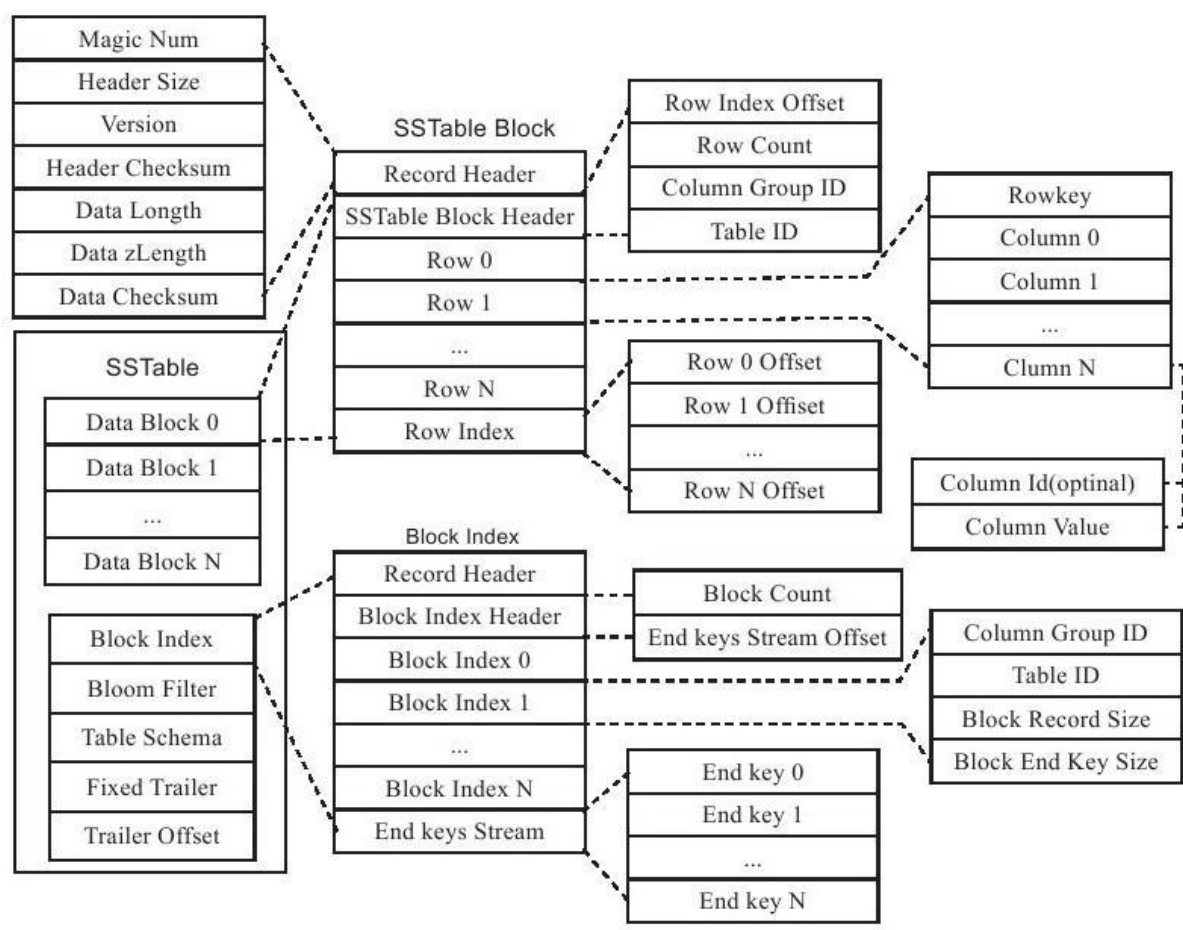 Magic Num
Header Size
Version
Header Checksum
Data Longth
Data zLength
Data Checksum
SSTable
Data Block 0
Data Block 1
...
Data Block N
Block Index
Bloom Filter
Table Schema
Fixed Trailer
Trailer Offset
SSTable Block
Record Header
SSTable Block Header
Row 0
Row 1
...
Row N
Row Index
Block Index
Record Header
Block Index Header
Block Index 0
Block Index 1
...
Block Index N
End keys Stream
Row Index Offset
Row Count
Column Group ID
Table ID
Row 0 Offset
Row 1 Offiset
...
Row N Offset
Block Count
End keys Stream Offset
End key 0
End key 1
...
End key N
Rowkey
Column 0
Column 1
...
Clumn N
Column Id(optinal)
Column Value
Column Group ID
Table ID
Block Record Size
Block End Key Size